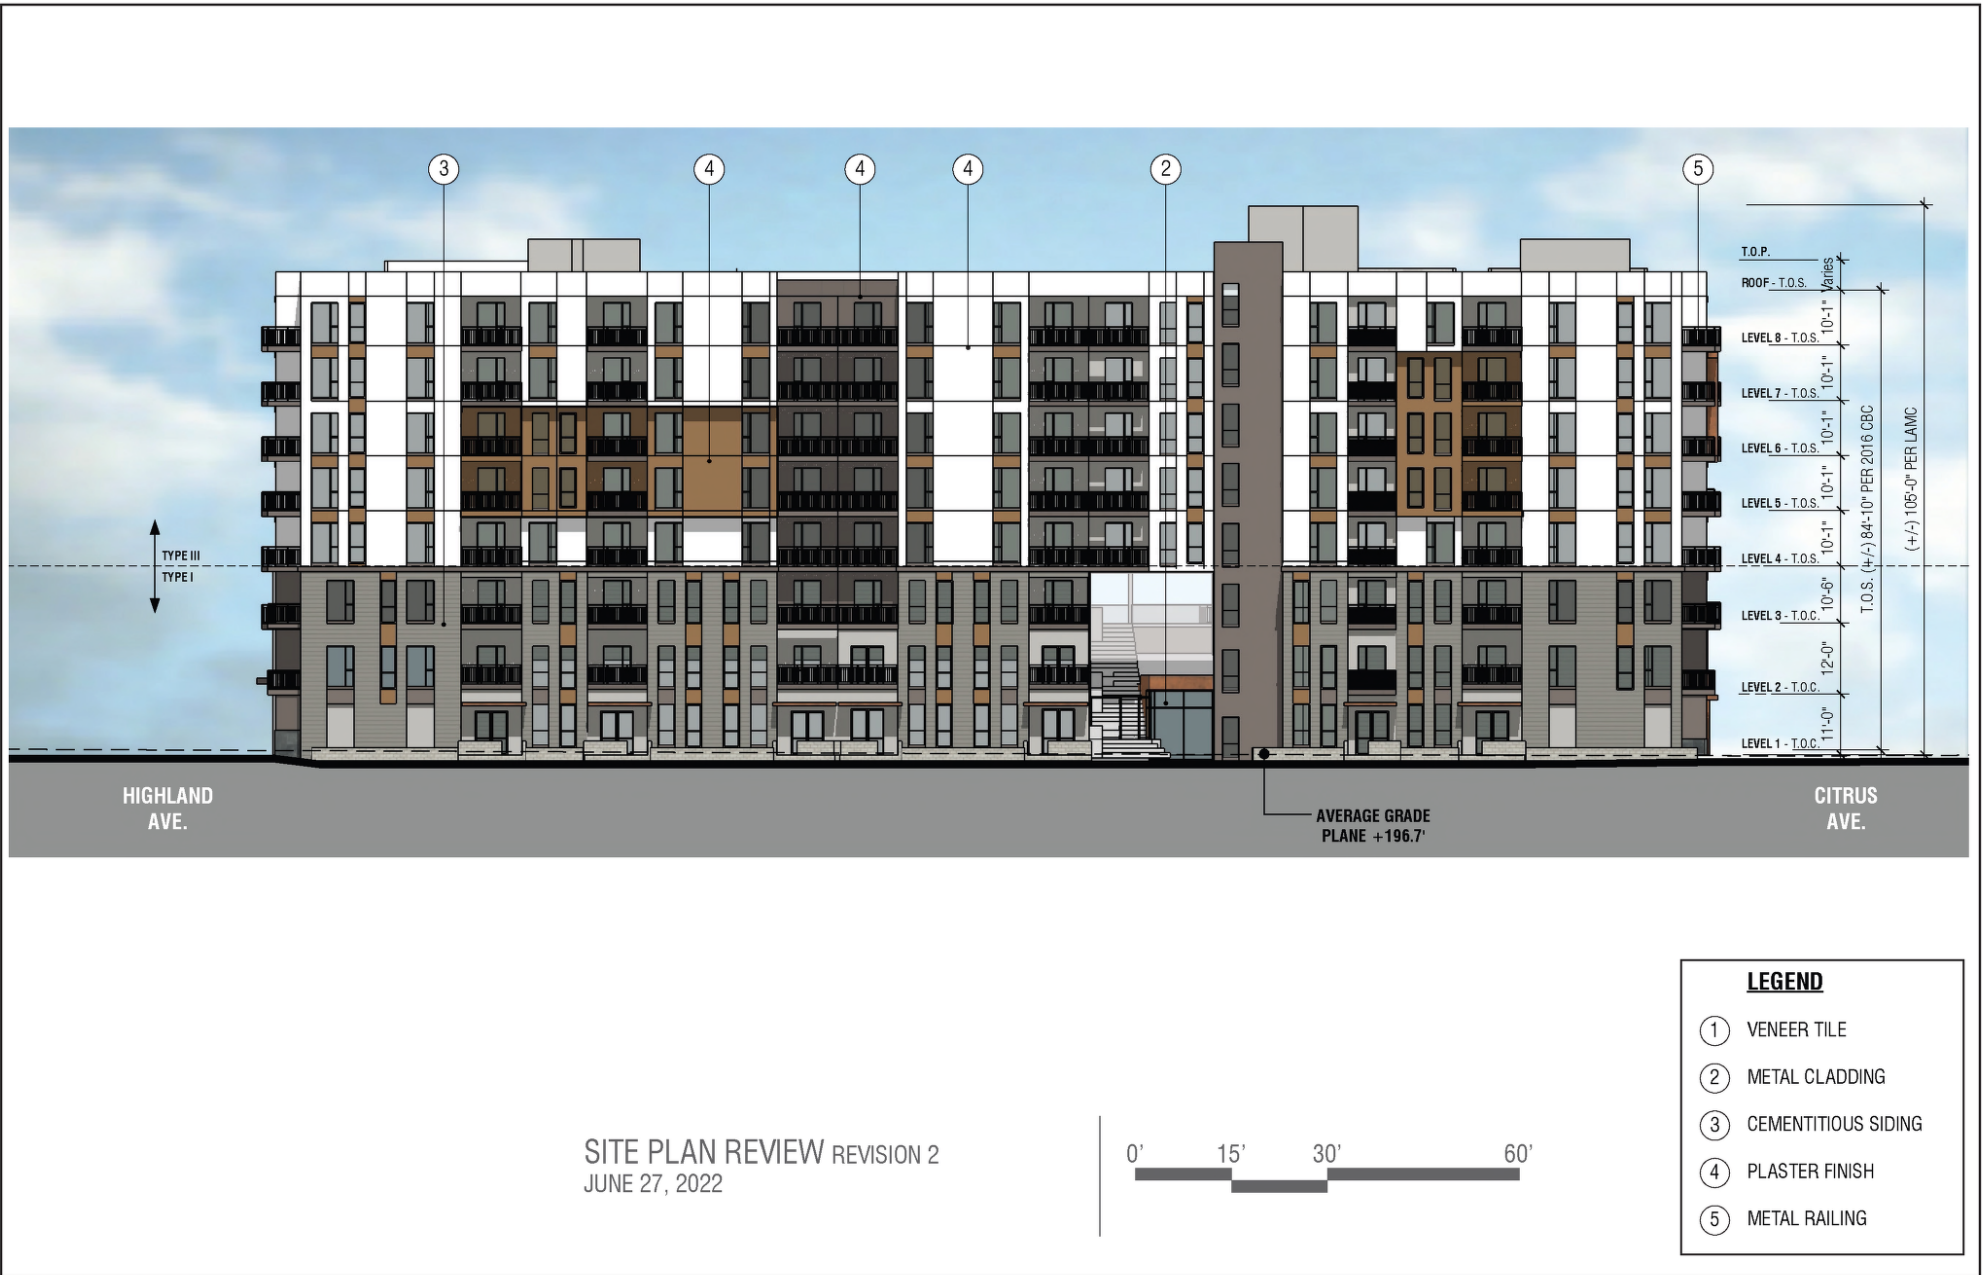 3
4
4
4
2
5
T.O.P.
Varies
ROOF - T.O.S.
10'-1"
LEVEL 8 - T.O.S.
10'-1"
LEVEL 7 - T.O.S.
10'-1"
LEVEL 6 - T.O.S.
10'-1"
LEVEL 5 - T.O.S.
10'-1"
LEVEL 4 - T.O.S.
10'-6"
LEVEL 3 - T.O.C.
12'-0"
LEVEL 2 - T.O.C.
11'-0"
LEVEL 1 - T.O.C.
T.O.S. (+/-) 84'-10" PER 2016 CBC
(+/-) 105'-0" PER LAMC
TYPE III
TYPE I
HIGHLAND
AVE.
AVERAGE GRADE
PLANE +196.7'
CITRUS
AVE.
LEGEND
1 VENEER TILE
2 METAL CLADDING
3 CEMENTITIOUS SIDING
4 PLASTER FINISH
5 METAL RAILING
SITE PLAN REVIEW REVISION 2
JUNE 27, 2022
0' 15' 30' 60'